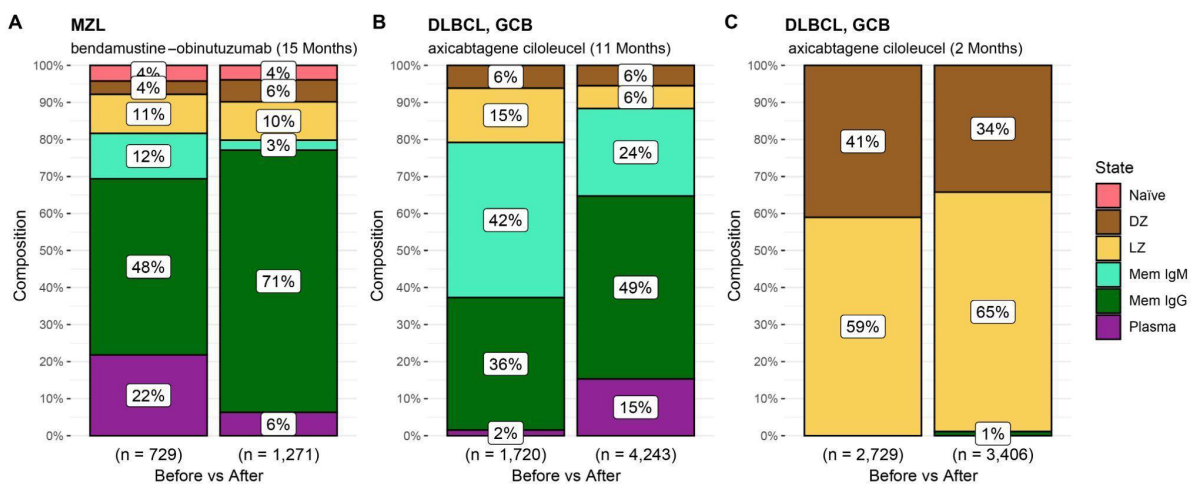 A
MZL
bendamustine–obinutuzumab (15 Months)
100%
90%
80%
70%
60%
50%
40%
30%
20%
10%
0%
Composition
4%
4%
11%
12%
48%
22%
4%
6%
10%
3%
71%
6%
(n = 729)
(n = 1,271)
Before vs After
B
DLBCL, GCB
axicabtagene ciloleucel (11 Months)
100%
90%
80%
70%
60%
50%
40%
30%
20%
10%
0%
Composition
6%
15%
42%
36%
2%
6%
6%
24%
49%
15%
(n = 1,720)
(n = 4,243)
Before vs After
C
DLBCL, GCB
axicabtagene ciloleucel (2 Months)
100%
90%
80%
70%
60%
50%
40%
30%
20%
10%
0%
Composition
41%
59%
34%
65%
1%
(n = 2,729)
(n = 3,406)
Before vs After
State
Naïve
DZ
LZ
Mem IgM
Mem IgG
Plasma